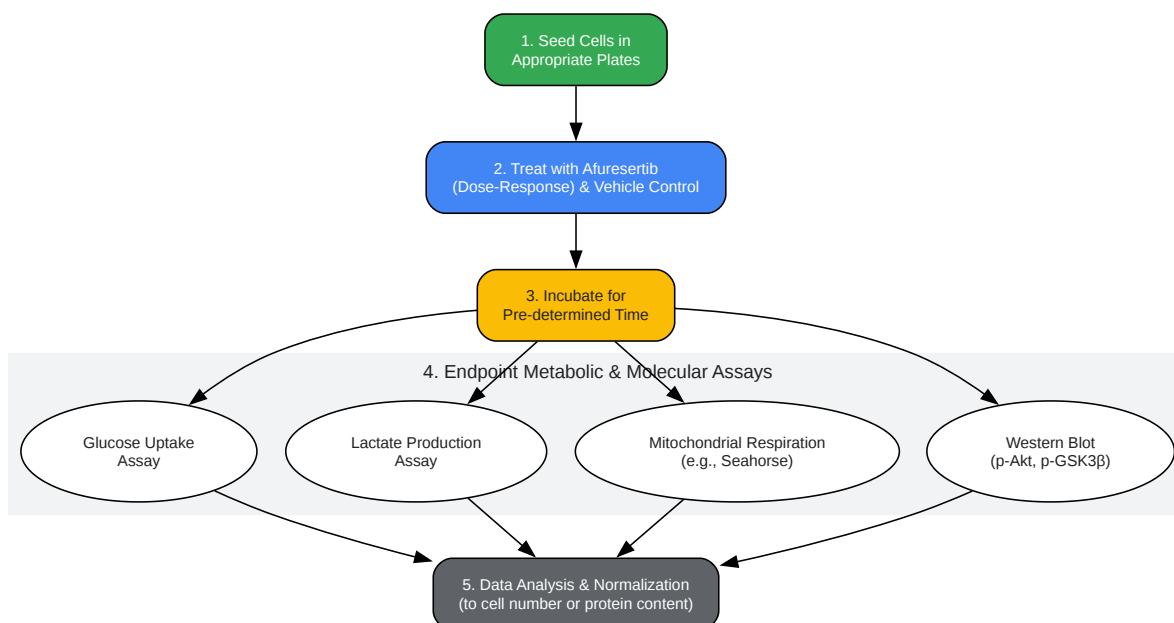 1. Seed Cells in
Appropriate Plates
2. Treat with Afuresertib
(Dose-Response) & Vehicle Control
3. Incubate for
Pre-determined Time
4. Endpoint Metabolic & Molecular Assays
Glucose Uptake
Assay
Lactate Production
Assay
Mitochondrial Respiration
(e.g., Seahorse)
Western Blot
(p-Akt, p-GSK3β)
5. Data Analysis & Normalization
(to cell number or protein content)